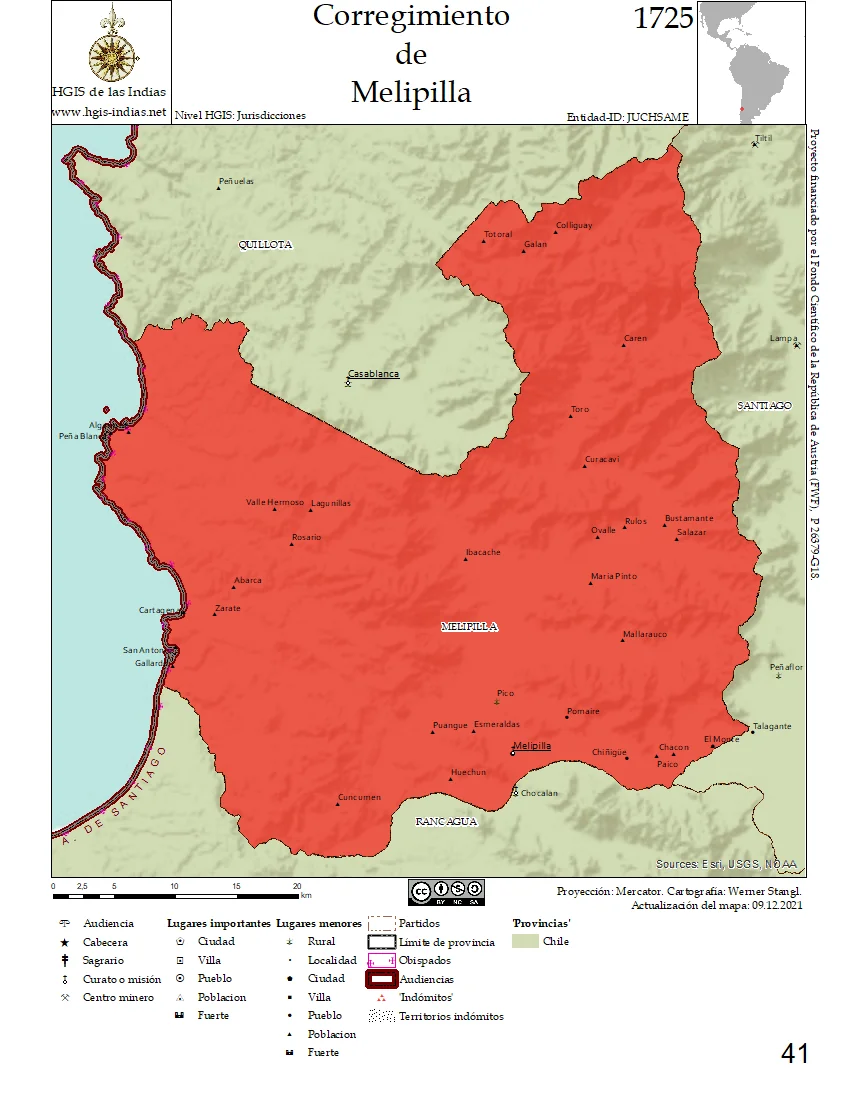 Corregimiento
de
Melipilla
1725
HGIS de las Indias
www.hgis-indias.net
Nivel HGIS: Jurisdicciones
Entidad-ID: JUCHSAME
Proyecto financiado por el Fondo Científico de la República de Austria (FWF), P 26379-G18.
Tiltil
Peñuelas
Colliguay
Totoral
Galan
QUILLOTA
Caren
Lampa
Casablanca
SANTIAGO
Toro
Peña Blan
Curacavi
Valle Hermoso
Lagunillas
Rulos
Bustamante
Ovalle
Salazar
Rosario
Ibacache
Abarca
Maria Pinto
Cartagena
Zarate
MELIPILLA
Mallarauco
San Anton
Gallard
Peñaflor
Pico
Pomaire
Puangue
Esmeraldas
Talagante
El Monte
Melipilla
Chiñigüe
Chacon
Paico
Huechun
Chocalan
Cuncumen
RANCAGUA
A. DE SANTIAGO
Sources: Esri, USGS, NOAA
0 2,5 5 10 15 20
km
CC BY NC SA
Proyección: Mercator. Cartografía: Werner Stangl.
Actualización del mapa: 09.12.2021
Audiencia
Cabecera
Sagrario
Curato o misión
Centro minero
Lugares importantes
Ciudad
Villa
Pueblo
Poblacion
Fuerte
Lugares menores
Rural
Localidad
Ciudad
Villa
Pueblo
Poblacion
Fuerte
Partidos
Límite de provincia
Obispados
Audiencias
'Indómitos'
Territorios indómitos
'Provincias'
Chile
41